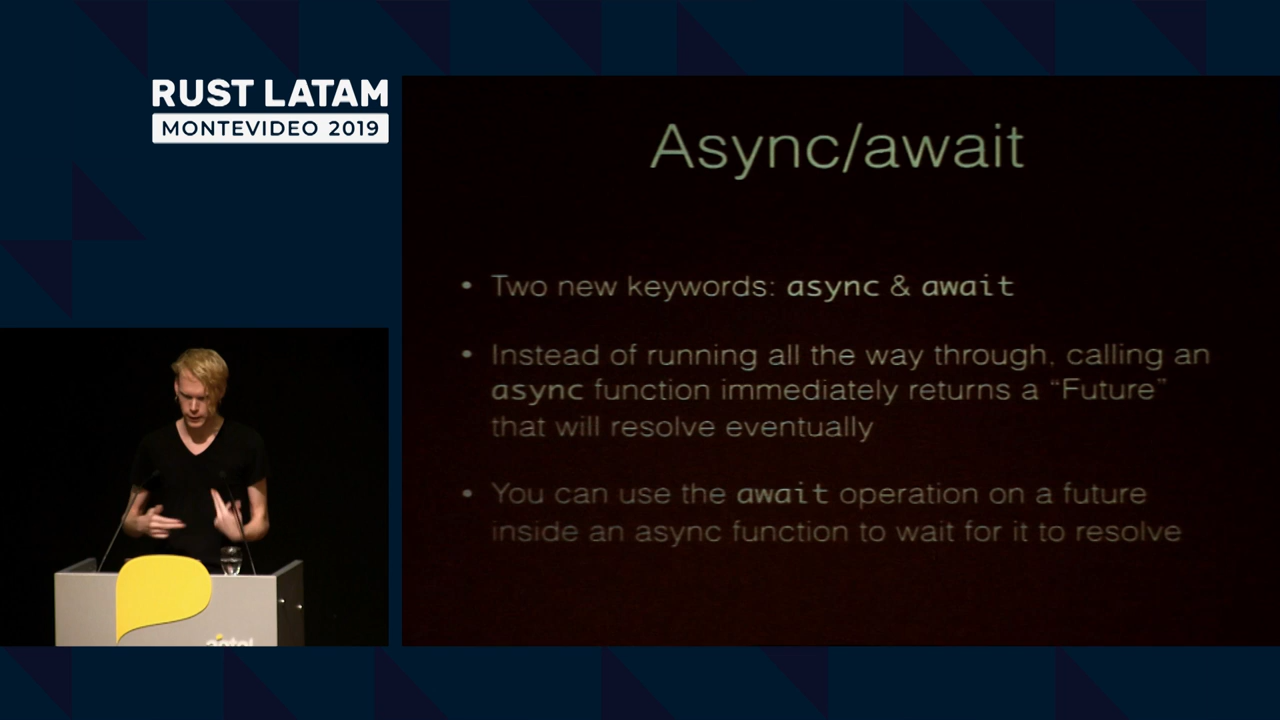 RUST LATAM
MONTEVIDEO 2019
Async/await
• Two new keywords: async & await
• Instead of running all the way through, calling an
async function immediately returns a “Future”
that will resolve eventually
• You can use the await operation on a future
inside an async function to wait for it to resolve
antel